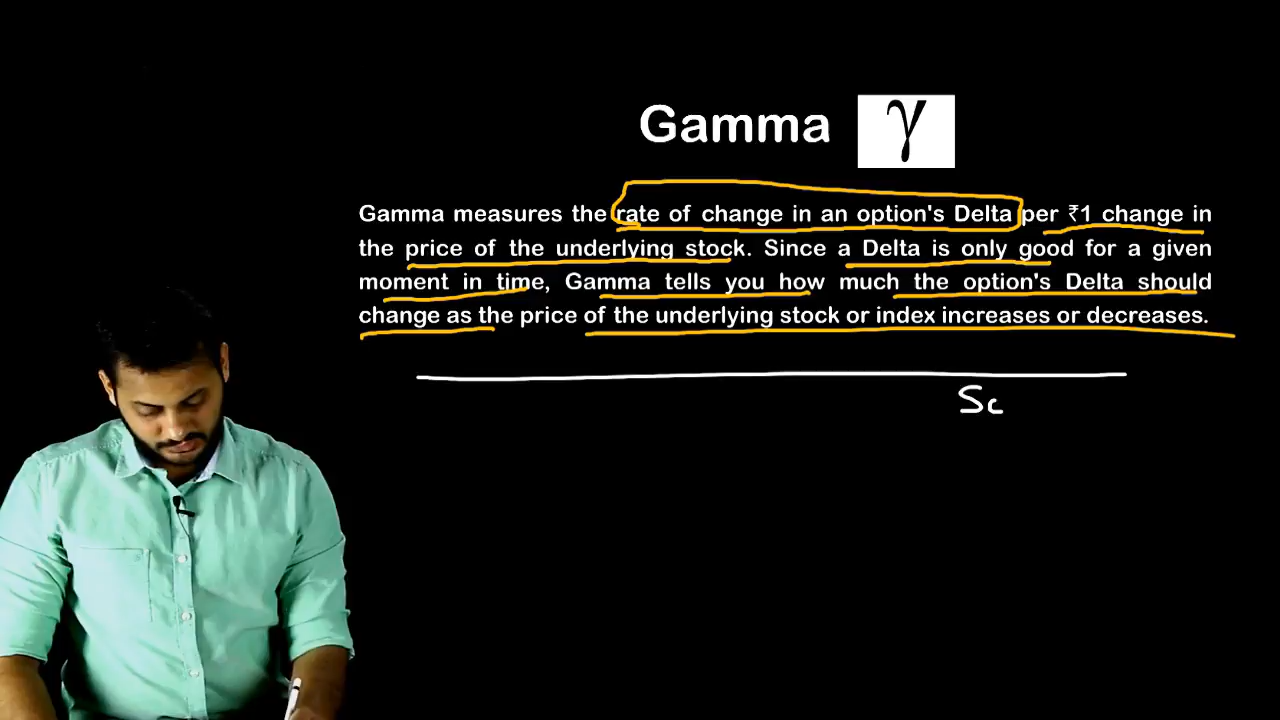 Gamma γ
Gamma measures the rate of change in an option's Delta per ₹1 change in
the price of the underlying stock. Since a Delta is only good for a given
moment in time, Gamma tells you how much the option's Delta should
change as the price of the underlying stock or index increases or decreases.
Sc